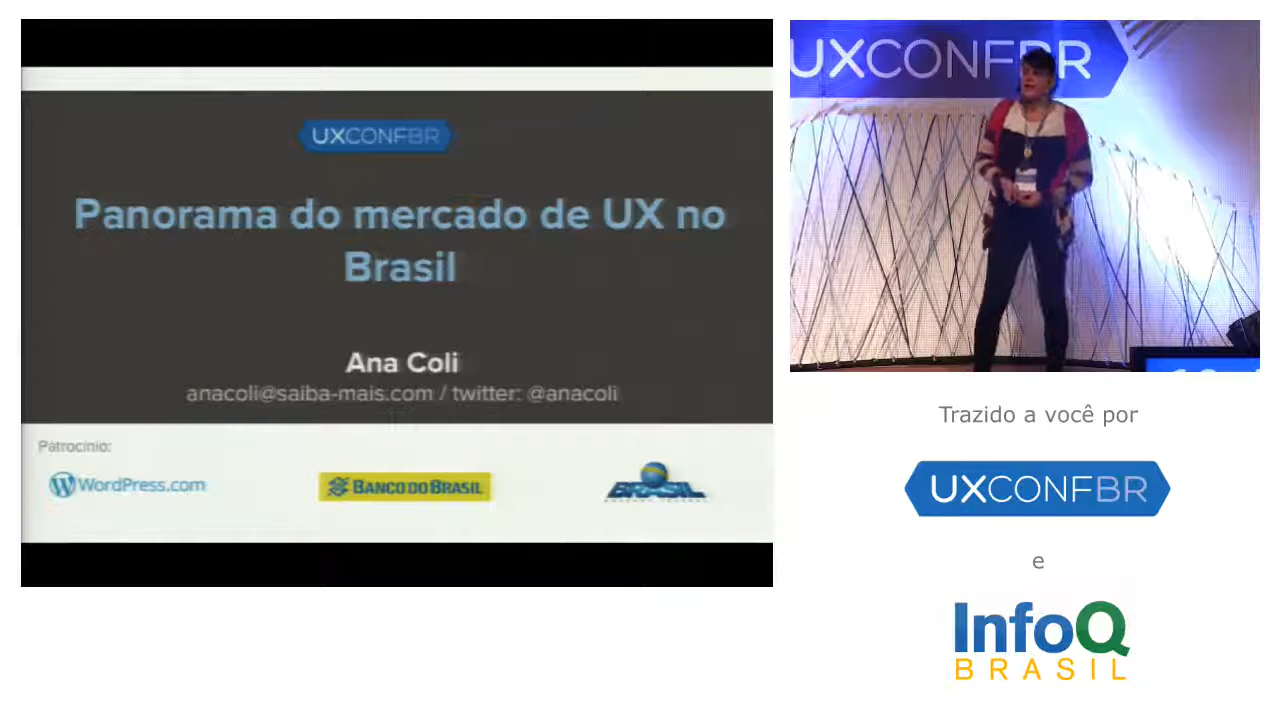 UXCONFBR
Panorama do mercado de UX no
Brasil
Ana Coli
anacoli@saiba-mais.com / twitter: @anacoli
Patrocínio:
WordPress.com
BANCO DO BRASIL
BRASIL
UXCONFBR
Trazido a você por
UXCONFBR
e
InfoQ
BRASIL